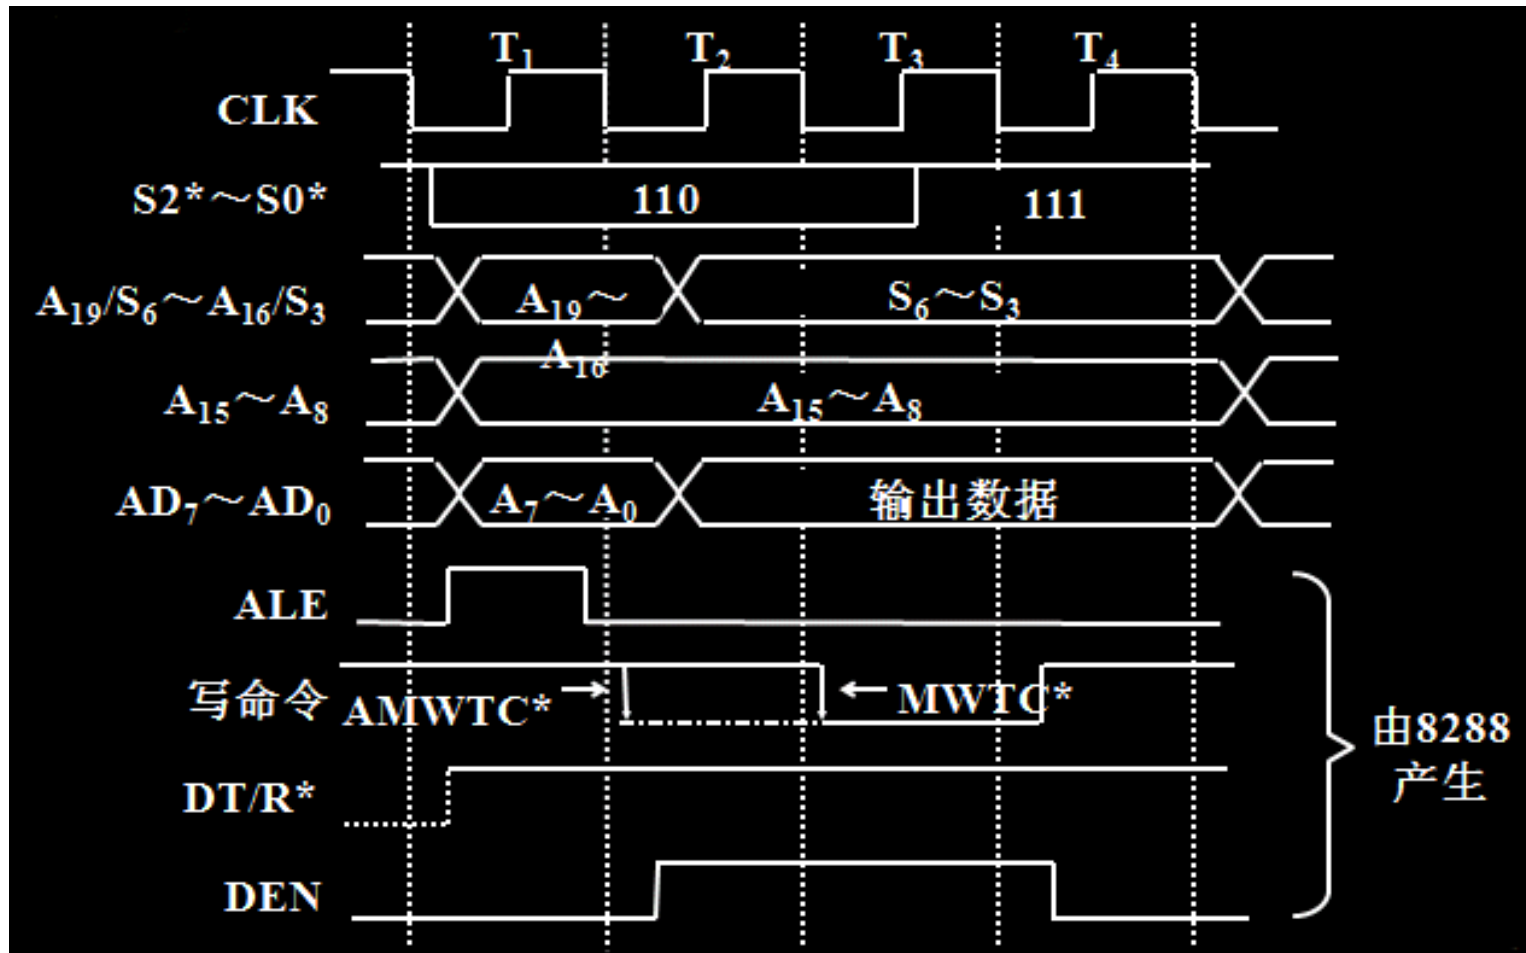 T₁ T₂ T₃ T₄
CLK
S2*～S0* 110 111
A₁₉/S₆～A₁₆/S₃ A₁₉～ S₆～S₃
A₁₆
A₁₅～A₈ A₁₅～A₈
AD₇～AD₀ A₇～A₀ 输出数据
ALE
写命令 AMWTC* MWTC*
由8288
产生
DT/R*
DEN